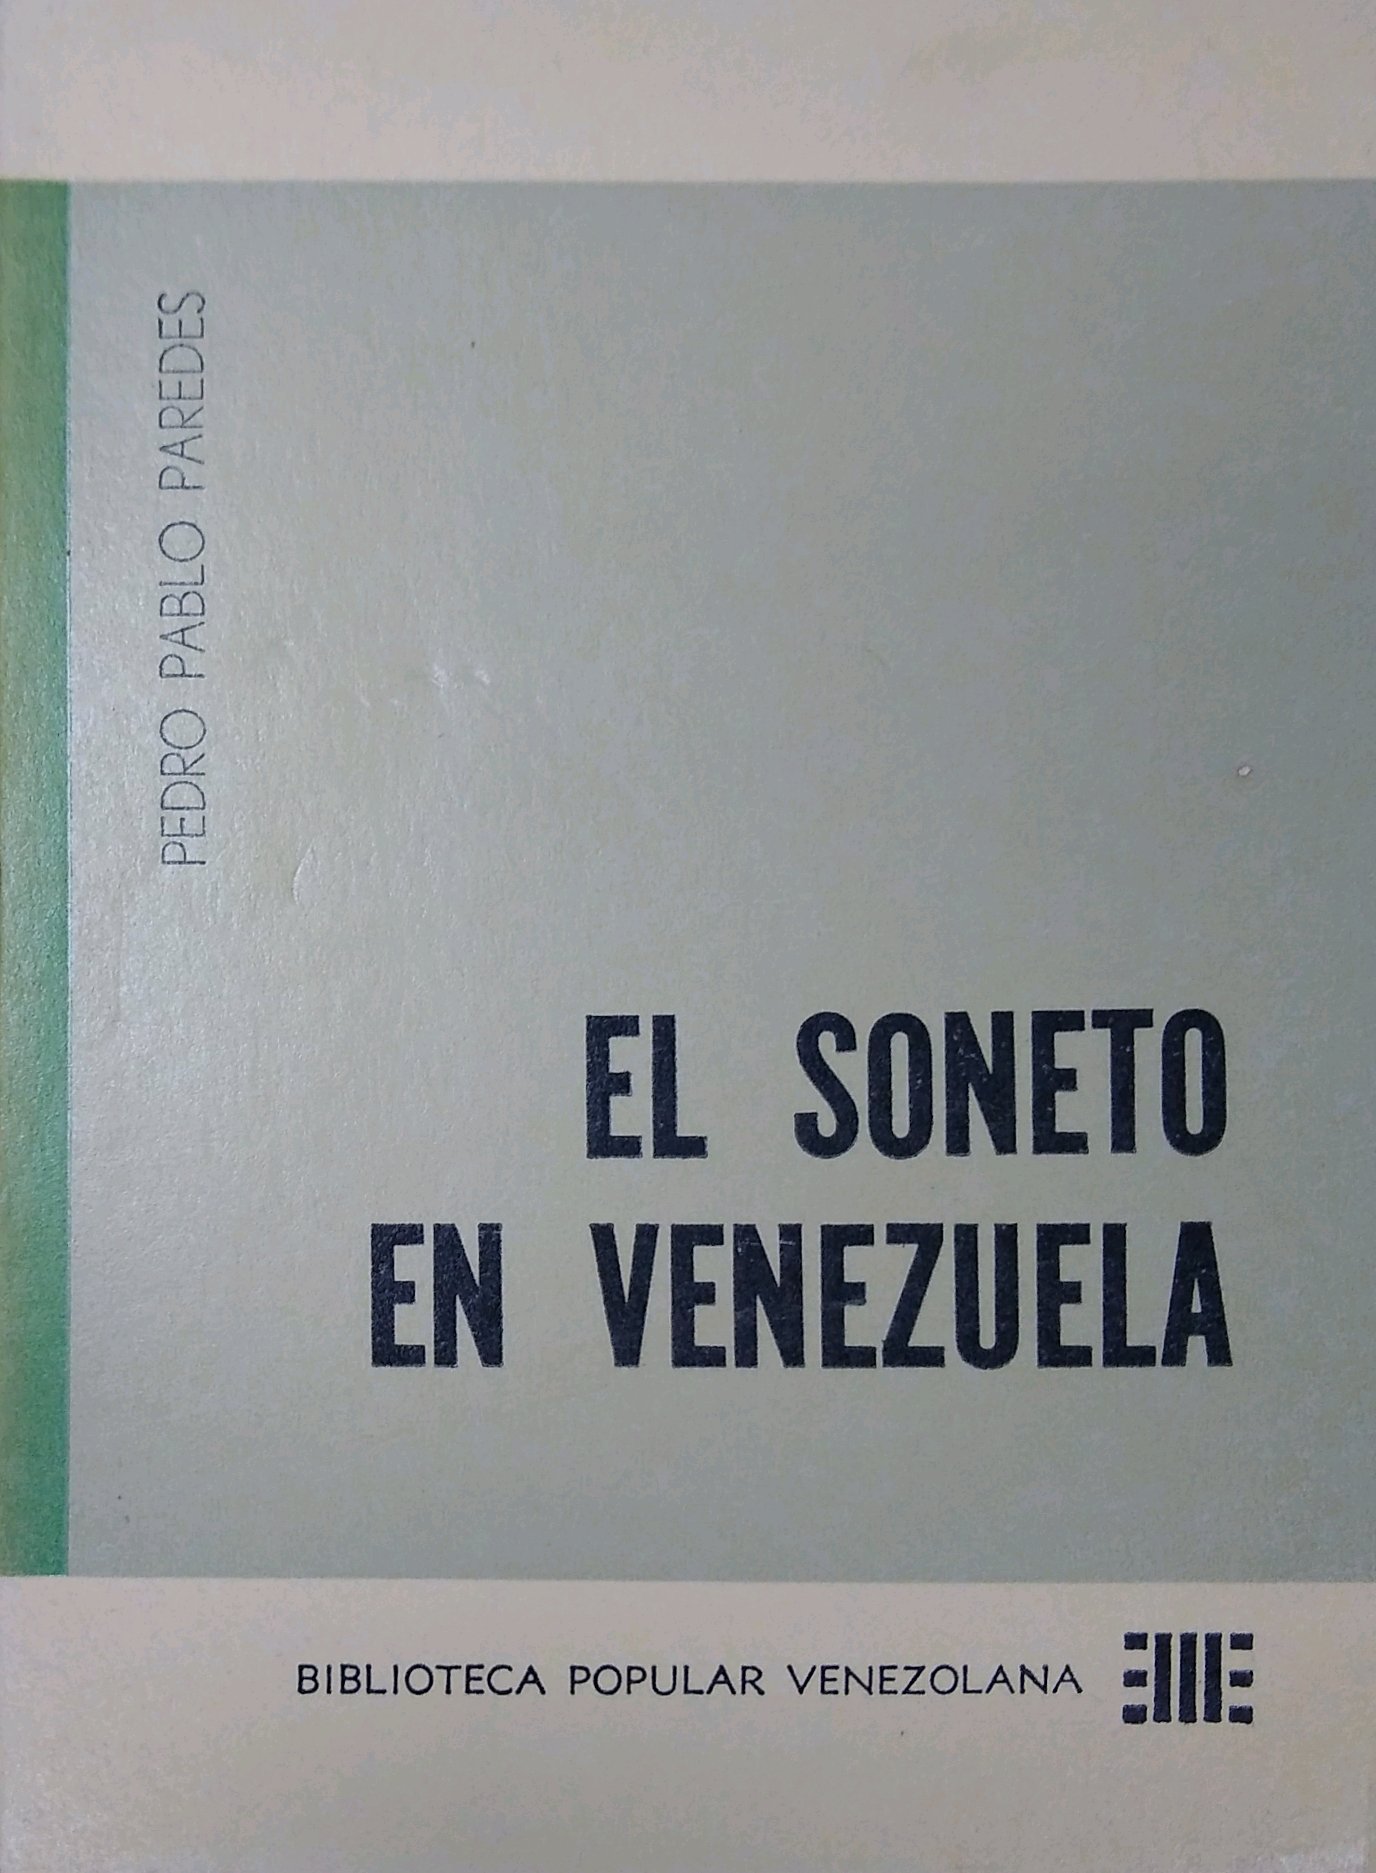 PEDRO PABLO PAREDES
EL SONETO
EN VENEZUELA
BIBLIOTECA POPULAR VENEZOLANA